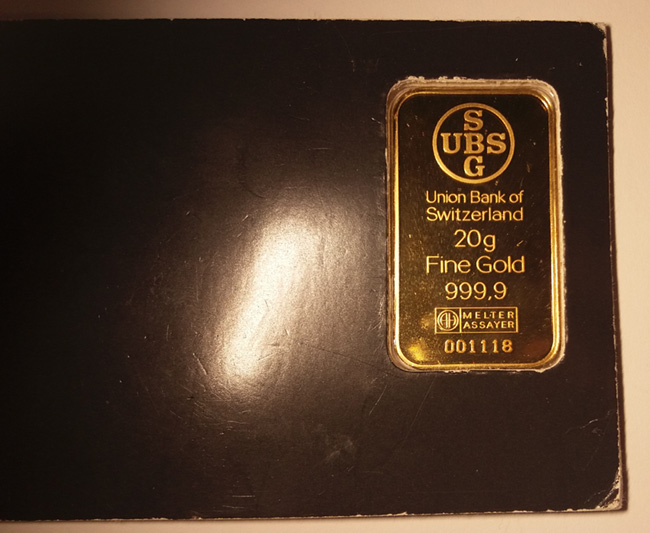 S
UBS
G
Union Bank of
Switzerland
20g
Fine Gold
999,9
MELTER
ASSAYER
001118